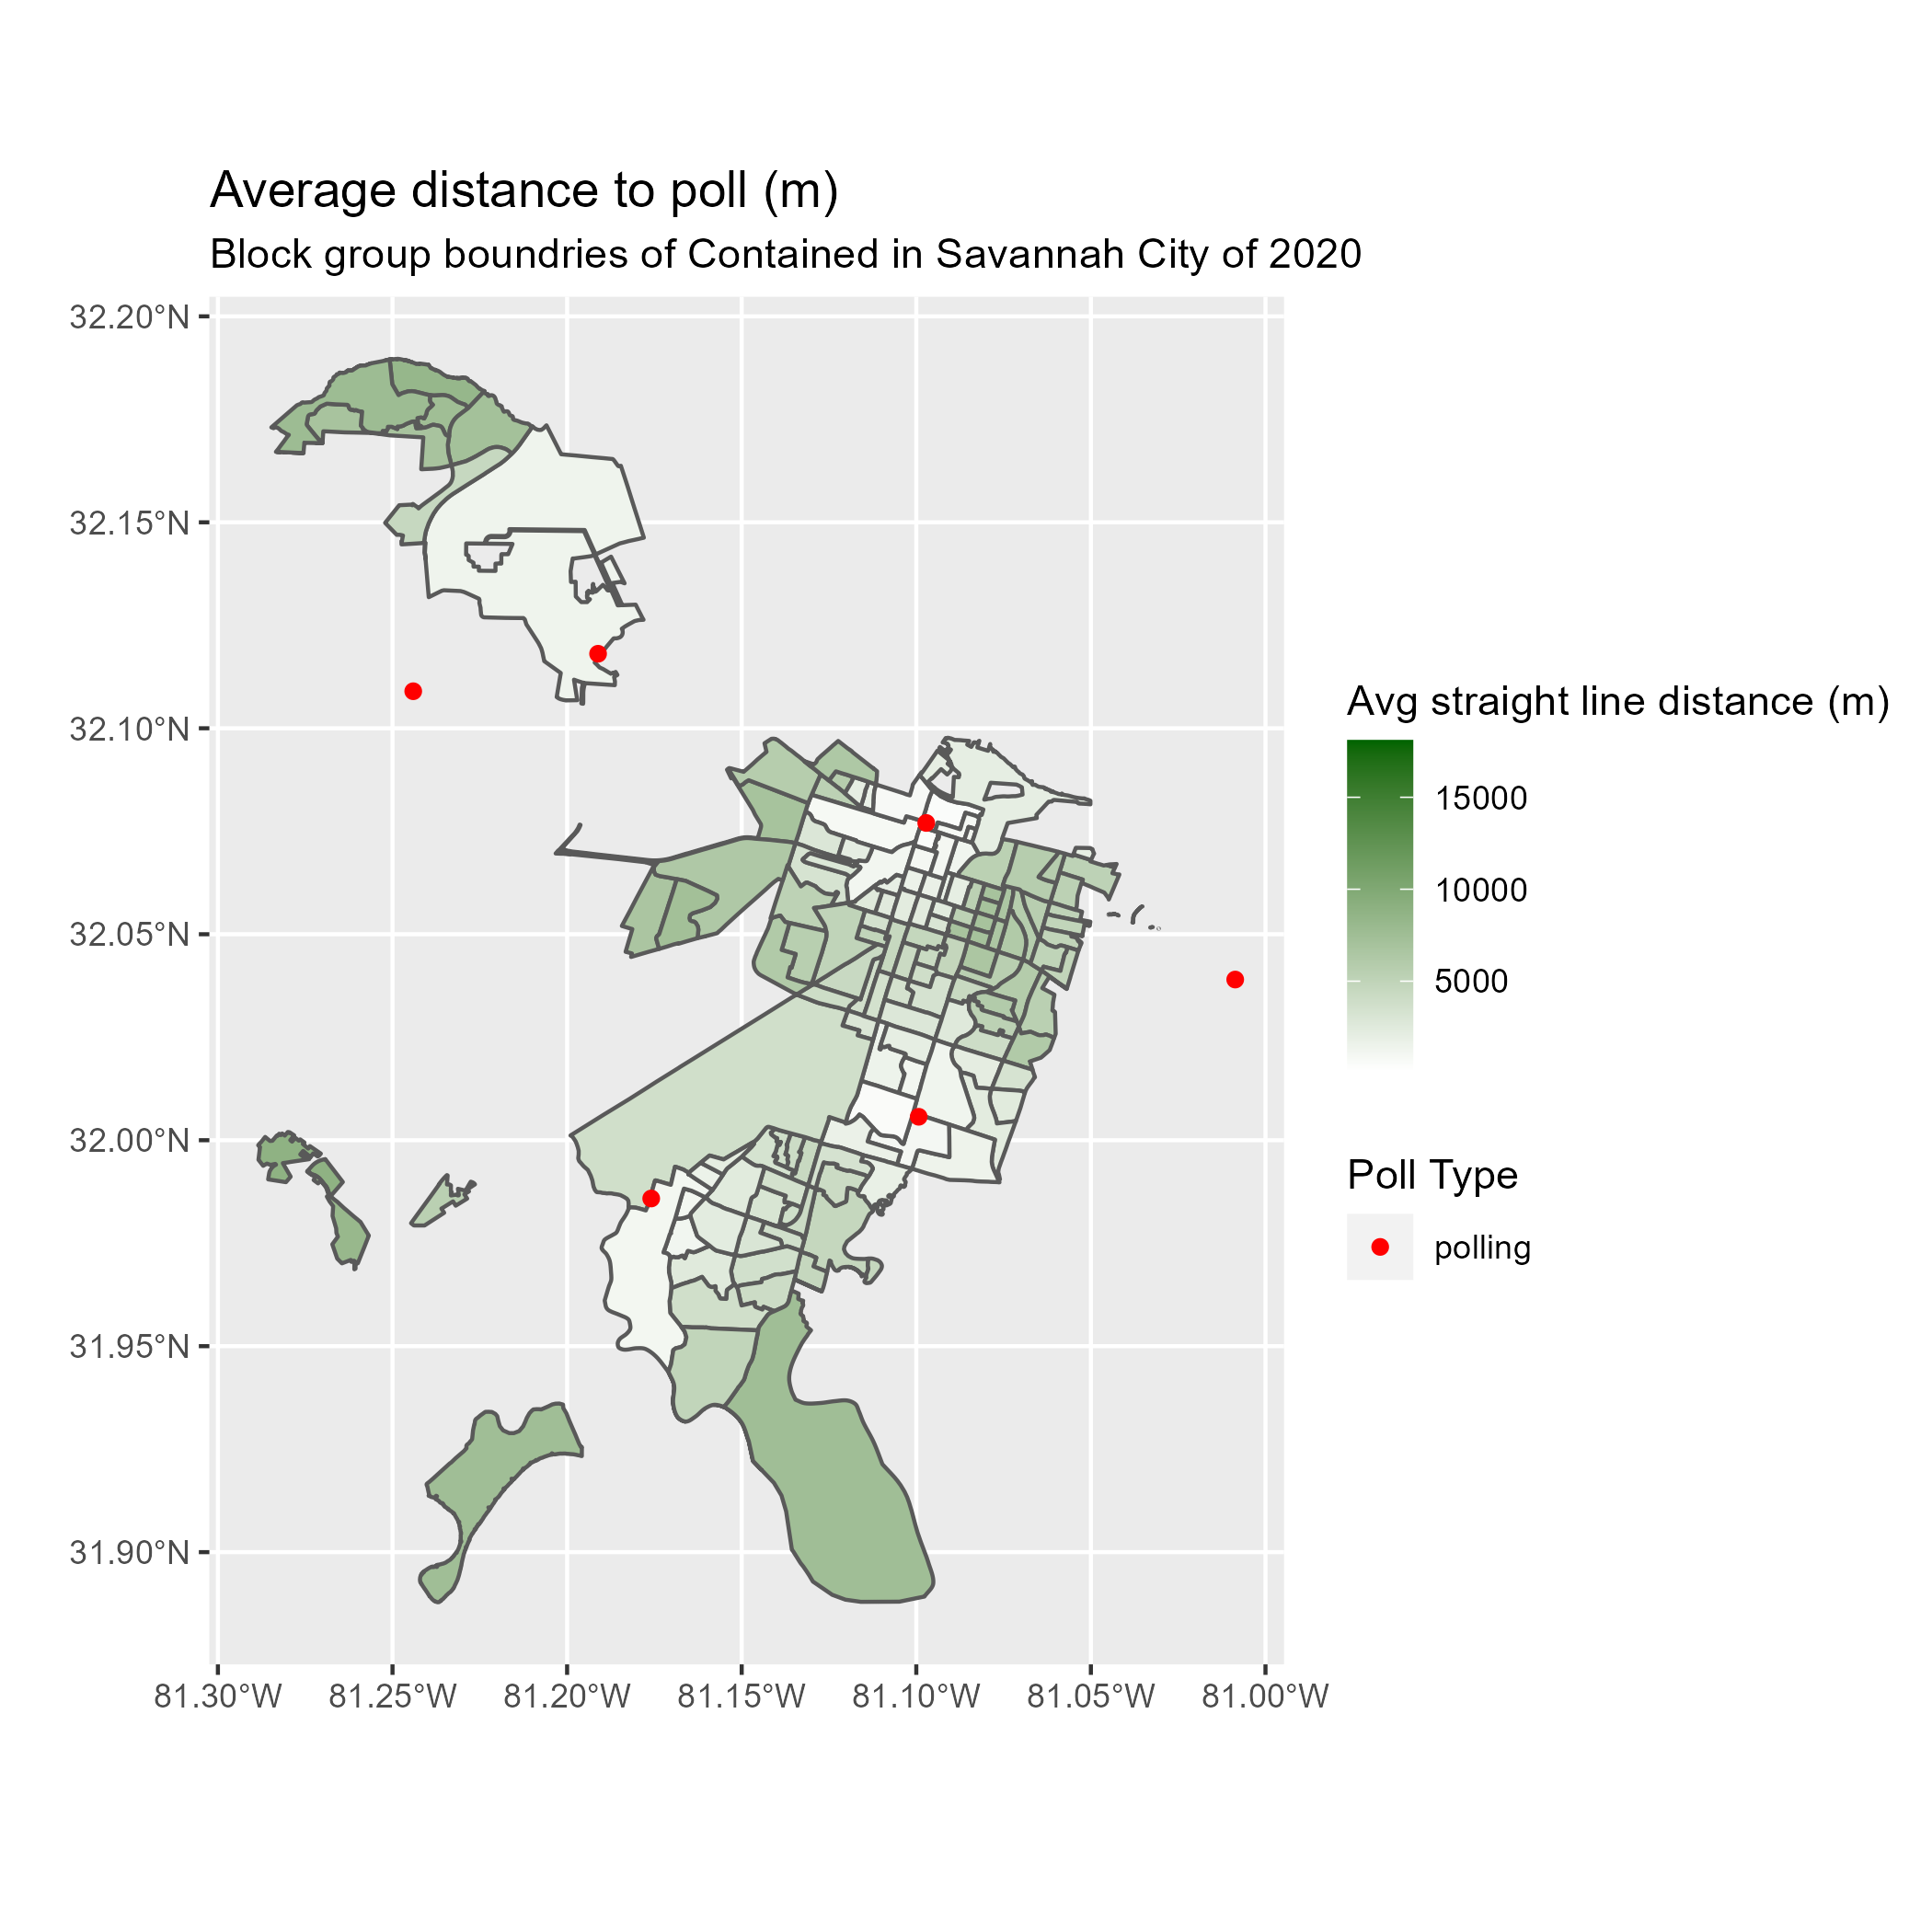 Average distance to poll (m)
Block group boundries of Contained in Savannah City of 2020
32.20°N
32.15°N
32.10°N
32.05°N
32.00°N
31.95°N
31.90°N
81.30°W 81.25°W 81.20°W 81.15°W 81.10°W 81.05°W 81.00°W
Avg straight line distance (m)
15000
10000
5000
Poll Type
polling